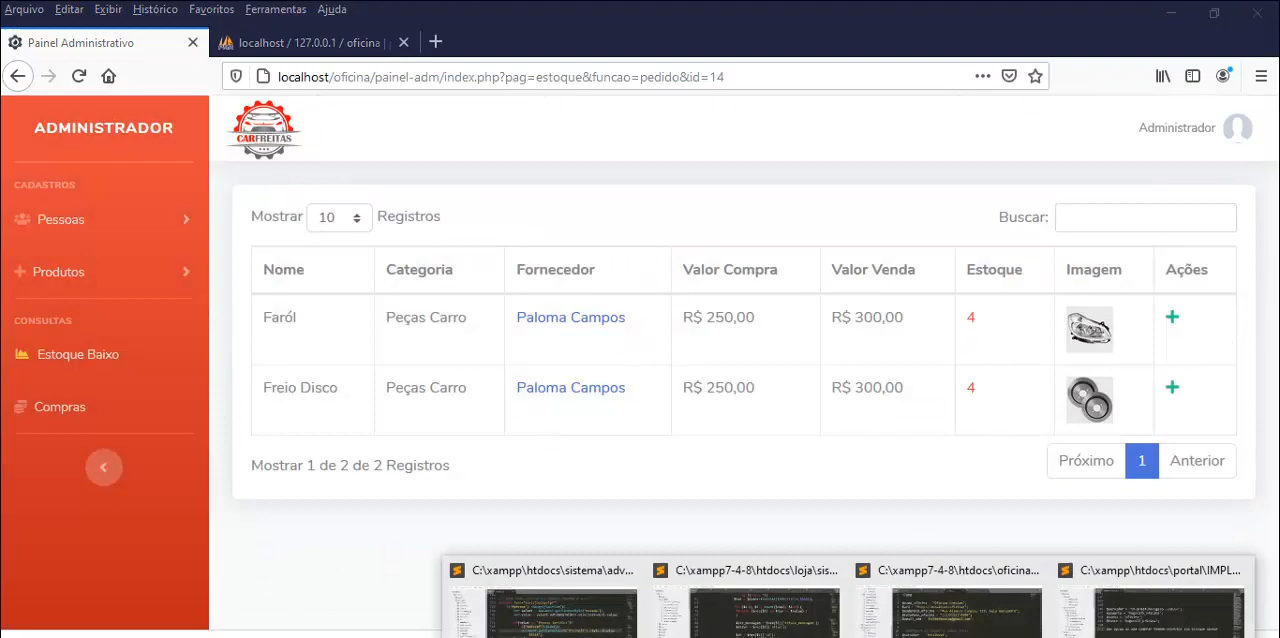 Arquivo Editar Exibir Histórico Favoritos Ferramentas Ajuda
Painel Administrativo
localhost / 127.0.0.1 / oficina |
localhost/oficina/painel-adm/index.php?pag=estoque&funcao=pedido&id=14
ADMINISTRADOR
CARFREITAS
Administrador
CADASTROS
Pessoas
Produtos
CONSULTAS
Estoque Baixo
Compras
Mostrar 10 Registros
Buscar:
Nome Categoria Fornecedor Valor Compra Valor Venda Estoque Imagem Ações
Faról Peças Carro Paloma Campos R$ 250,00 R$ 300,00 4
Freio Disco Peças Carro Paloma Campos R$ 250,00 R$ 300,00 4
Mostrar 1 de 2 de 2 Registros
Próximo 1 Anterior
C:\xampp\htdocs\sistema\adv...
C:\xampp7-4-8\htdocs\loja\sis...
C:\xampp7-4-8\htdocs\oficina...
C:\xampp\htdocs\portal\IMPL...